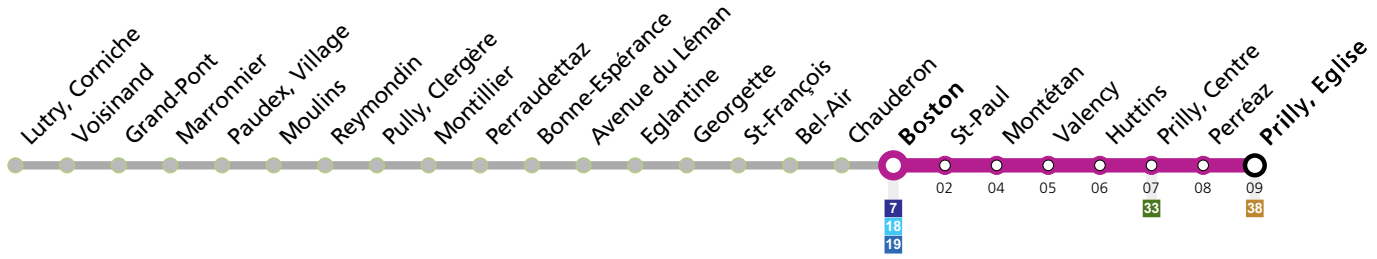 Lutry, Corniche
Voisinand
Grand-Pont
Marronnier
Paudex, Village
Moulins
Reymondin
Pully, Clergère
Montillier
Perraudettaz
Bonne-Espérance
Avenue du Léman
Eglantine
Georgette
St-François
Bel-Air
Chauderon
Boston
St-Paul
Montétan
Valency
Huttins
Prilly, Centre
Perréaz
Prilly, Eglise
02 04 05 06 07 08 09
7 33 38
18
19